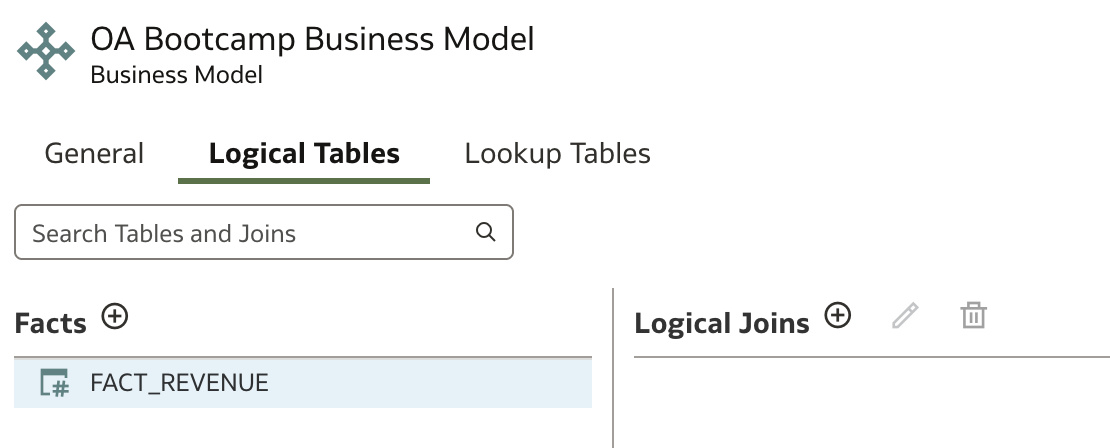 OA Bootcamp Business Model
Business Model
General Logical Tables Lookup Tables
Search Tables and Joins
Facts
Logical Joins
FACT_REVENUE